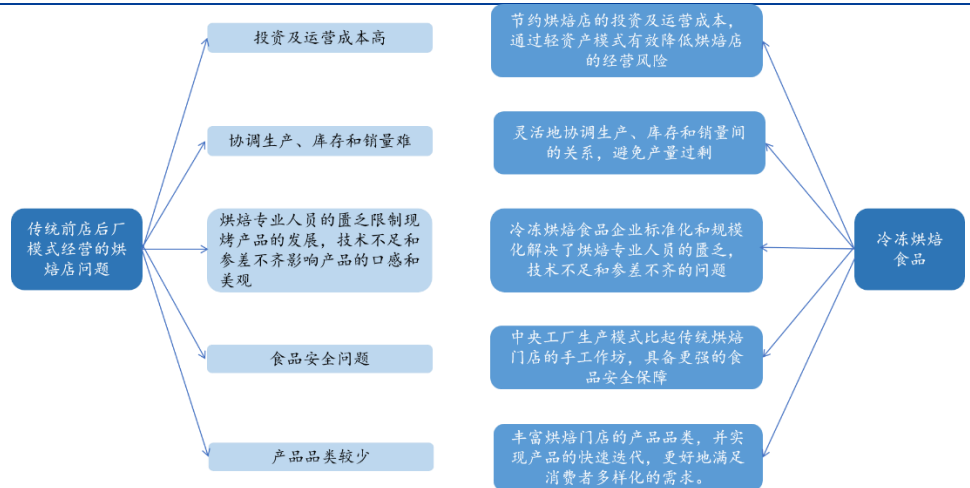 传统前店后厂
模式经营的烘
焙店问题
投资及运营成本高
协调生产、库存和销量难
烘焙专业人员的匮乏限制现
烤产品的发展，技术不足和
参差不齐影响产品的口感和
美观
食品安全问题
产品品类较少
节约烘焙店的投资及运营成本，
通过轻资产模式有效降低烘焙店
的经营风险
灵活地协调生产、库存和销量间
的关系，避免产量过剩
冷冻烘焙食品企业标准化和规模
化解决了烘焙专业人员的匮乏，
技术不足和参差不齐的问题
中央工厂生产模式比起传统烘焙
门店的手工作坊，具备更强的食
品安全保障
丰富烘焙门店的产品品类，并实
现产品的快速迭代，更好地满足
消费者多样化的需求。
冷冻烘焙
食品